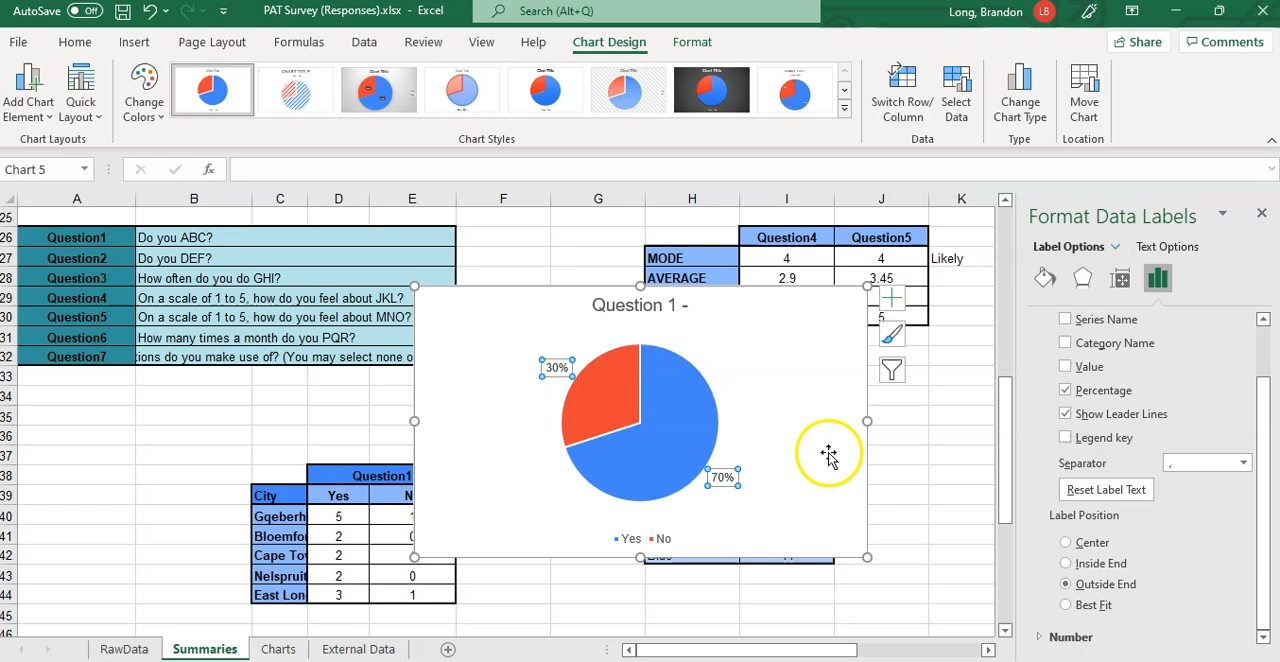 AutoSave Off PAT Survey (Responses).xlsx - Excel Search (Alt+Q) Long, Brandon LB
File Home Insert Page Layout Formulas Data Review View Help Chart Design Format Share Comments
Add Chart Element
Quick Layout
Change Colors
Switch Row/ Column
Select Data
Change Chart Type
Move Chart
Chart Layouts Chart Styles Data Type Location
Chart 5 fx
A B C D E F G H I J K
25
26 Question1 Do you ABC? Question4 Question5
27 Question2 Do you DEF? MODE 4 4 Likely
28 Question3 How often do you do GHI? AVERAGE 2.9 3.45
29 Question4 On a scale of 1 to 5, how do you feel about JKL?
30 Question5 On a scale of 1 to 5, how do you feel about MNO? 5
31 Question6 How many times a month do you PQR?
32 Question7 ions do you make use of? (You may select none o
33
34
35
36
37
38 Question1
39 City Yes N
40 Gqeberh 5
41 Bloemfo 2
42 Cape To 2
43 Nelspruit 2 0
44 East Lon 3 1
45
46
Question 1 -
30%
70%
Yes No
Format Data Labels
Label Options Text Options
Series Name
Category Name
Value
Percentage
Show Leader Lines
Legend key
Separator ,
Reset Label Text
Label Position
Center
Inside End
Outside End
Best Fit
Number
RawData Summaries Charts External Data